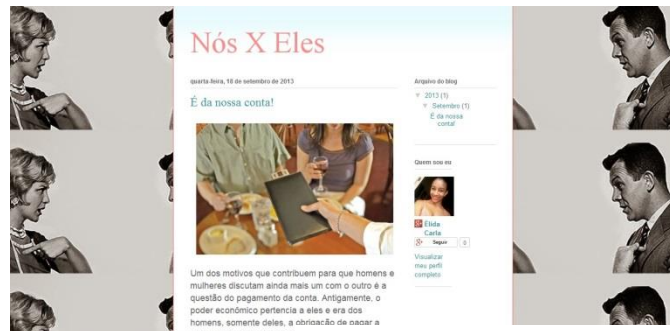 Nós X Eles
quarta-feira, 18 de setembro de 2013
É da nossa conta!
Um dos motivos que contribuem para que homens e
mulheres discutam ainda mais um com o outro é a
questão do pagamento da conta. Antigamente, o
poder econômico pertencia a eles e era dos
homens, somente deles, a obrigação de pagar a
Arquivo do blog
▼ 2013 (1)
▼ Setembro (1)
É da nossa
conta!
Quem sou eu
Élida
Carla
Seguir 0
Visualizar
meu perfil
completo